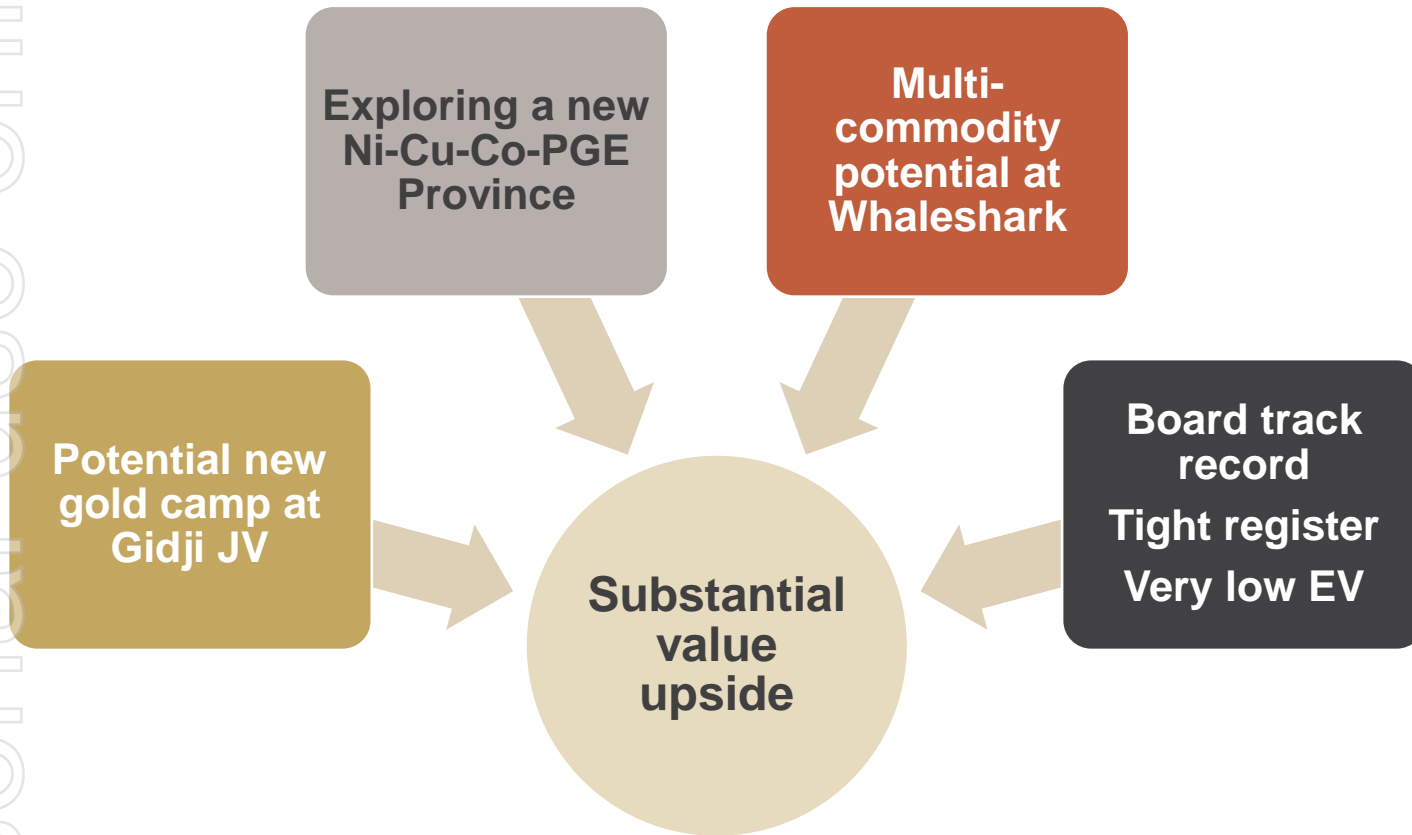 Exploring a new
Ni-Cu-Co-PGE
Province
Multi-
commodity
potential at
Whaleshark
Potential new
gold camp at
Gidji JV
Board track
record
Tight register
Very low EV
Substantial
value
upside